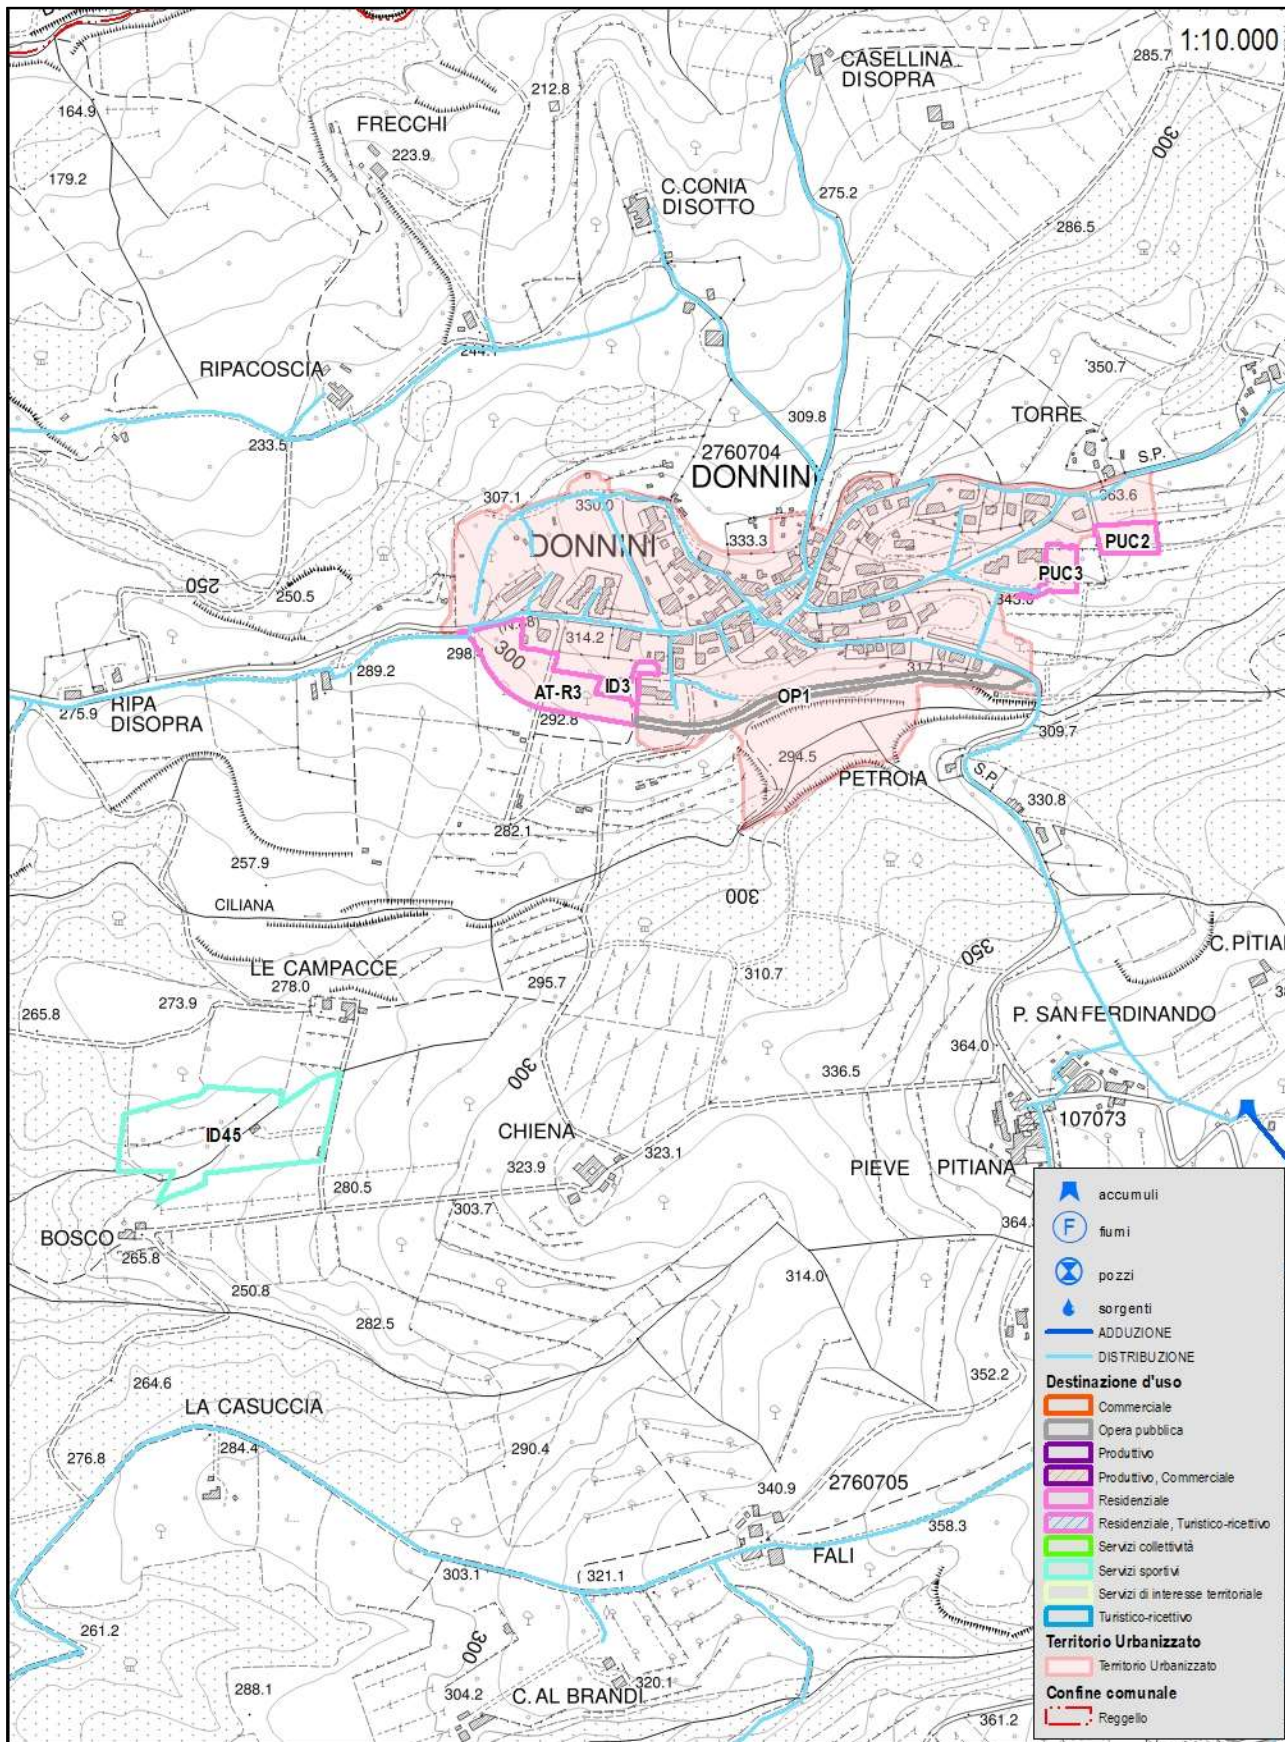 1:10.000
CASELLINA
DISOPRA
285.7
212.8
164.9
FRECCHI
223.9
300
179.2
C.CONIA
DISOTTO
275.2
286.5
244.1
RIPACOSCIA
350.7
309.8
TORRE
233.5
2760704
DONNINI
S.P.
307.1
330.0
363.6
333.3
DONNINI
PUC2
250
250.5
PUC3
343.0
314.2
298.4
300
289.2
ID3
317.1
RIPA
DISOPRA
AT-R3
OP1
275.9
292.8
309.7
294.5
PETROIA
S.P.
330.8
282.1
257.9
300
CILIANA
350
C. PITIA
LE CAMPACCE
278.0
295.7
310.7
273.9
265.8
P. SAN FERDINANDO
364.0
336.5
300
ID45
CHIENA
107073
323.9
323.1
PIEVE PITIANA
280.5
303.7
364.
BOSCO
265.8
250.8
314.0
282.5
352.2
264.6
LA CASUCCIA
284.4
290.4
276.8
340.9
2760705
358.3
FALI
303.1
321.1
261.2
300
288.1
304.2
C. AL BRANDI
320.1
361.2
accumuli
F
fiumi
pozzi
sorgenti
ADDUZIONE
DISTRIBUZIONE
Destinazione d'uso
Commerciale
Opera pubblica
Produttivo
Produttivo, Commerciale
Residenziale
Residenziale, Turistico-ricettivo
Servizi collettività
Servizi sportivi
Servizi di interesse territoriale
Turistico-ricettivo
Territorio Urbanizzato
Territorio Urbanizzato
Confine comunale
Reggello